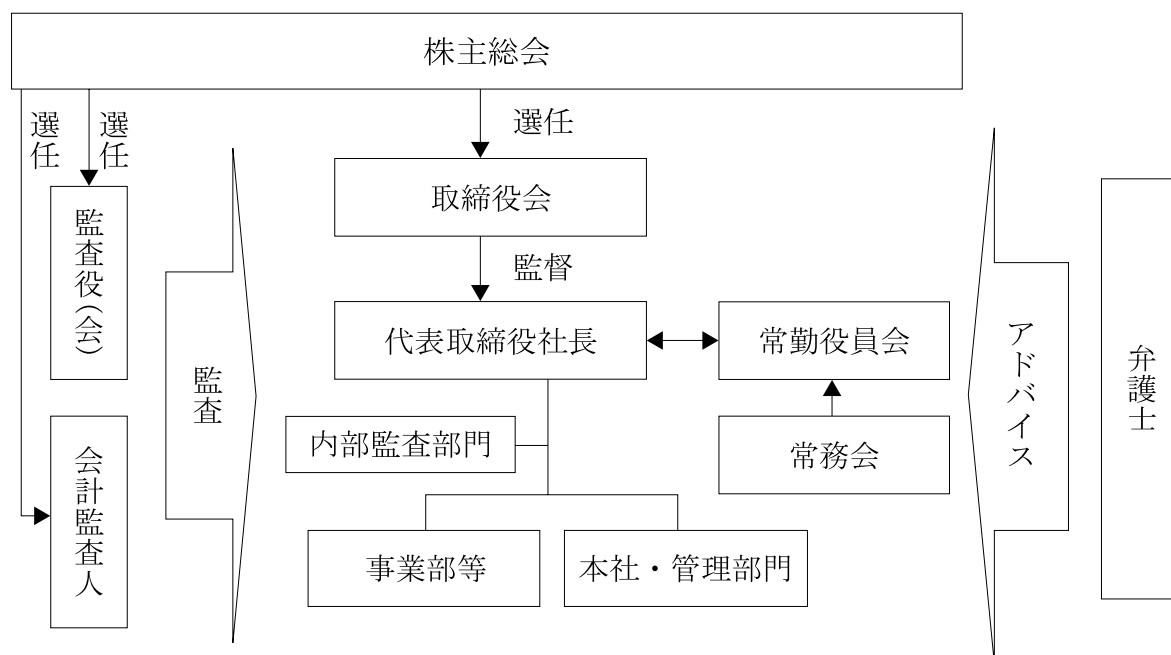 株主総会
選任
選任
選任
取締役会
監督
代表取締役社長
常勤役員会
常務会
内部監査部門
事業部等
本社・管理部門
監査役(会)
会計監査人
監査
アドバイス
弁護士